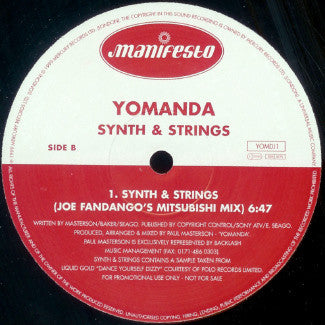 manifesto
YOMANDA
SYNTH & STRINGS
SIDE B
YOMDJ1
1. SYNTH & STRINGS
(JOE FANDANGO'S MITSUBISHI MIX) 6:47
WRITTEN BY MASTERSON/BAKER/SEAGO. PUBLISHED BY COPYRIGHT CONTROL/SONY ATV/E. SEAGO.
PRODUCED, ARRANGED & MIXED BY PAUL MASTERSON - 'YOMANDA'.
PAUL MASTERSON IS EXCLUSIVELY REPRESENTED BY BACKLASH
MUSIC MANAGEMENT (FAX: 0171-486 0303).
SYNTH & STRINGS CONTAINS A SAMPLE TAKEN FROM
LIQUID GOLD "DANCE YOURSELF DIZZY" COURTESY OF POLO RECORDS LIMITED.
FOR PROMOTIONAL USE ONLY - NOT FOR SALE